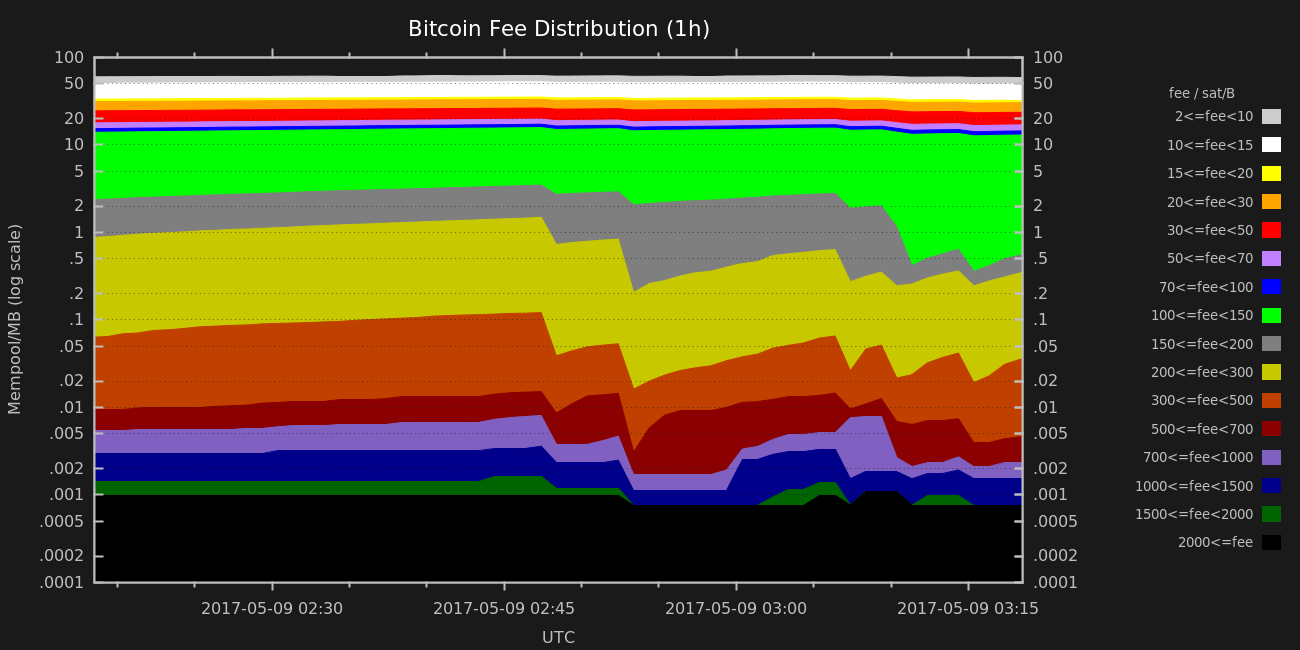 Bitcoin Fee Distribution (1h)
Mempool/MB (log scale)
100
50
20
10
5
2
1
.5
.2
.1
.05
.02
.01
.005
.002
.001
.0005
.0002
.0001
100
50
20
10
5
2
1
.5
.2
.1
.05
.02
.01
.005
.002
.001
.0005
.0002
.0001
2017-05-09 02:30
2017-05-09 02:45
2017-05-09 03:00
2017-05-09 03:15
UTC
fee / sat/B
2<=fee<10
10<=fee<15
15<=fee<20
20<=fee<30
30<=fee<50
50<=fee<70
70<=fee<100
100<=fee<150
150<=fee<200
200<=fee<300
300<=fee<500
500<=fee<700
700<=fee<1000
1000<=fee<1500
1500<=fee<2000
2000<=fee